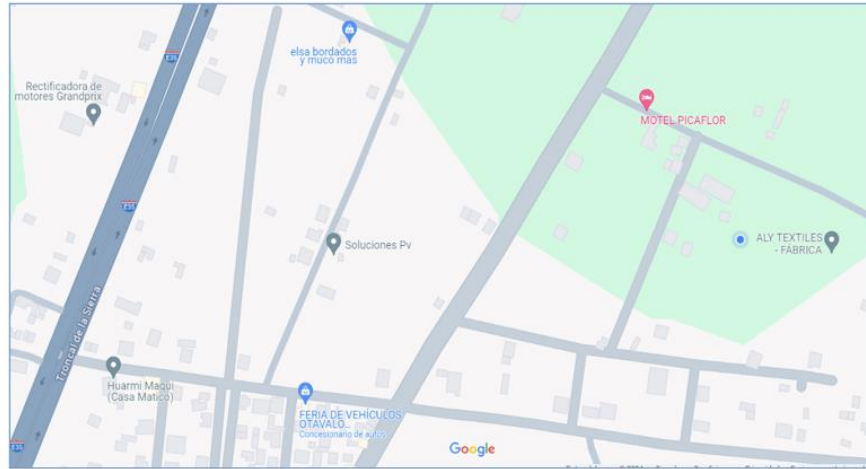 E35
elsa bordados
y muco más
Rectificadora de
motores Grandprix
MOTEL PICAFLOR
E35
Soluciones Pv
ALY TEXTILES
- FÁBRICA
Troncal de la Sierra
Huarmi Maqui
(Casa Matico)
FERIA DE VEHÍCULOS
OTAVALO...
Concesionario de autos
Google
E35